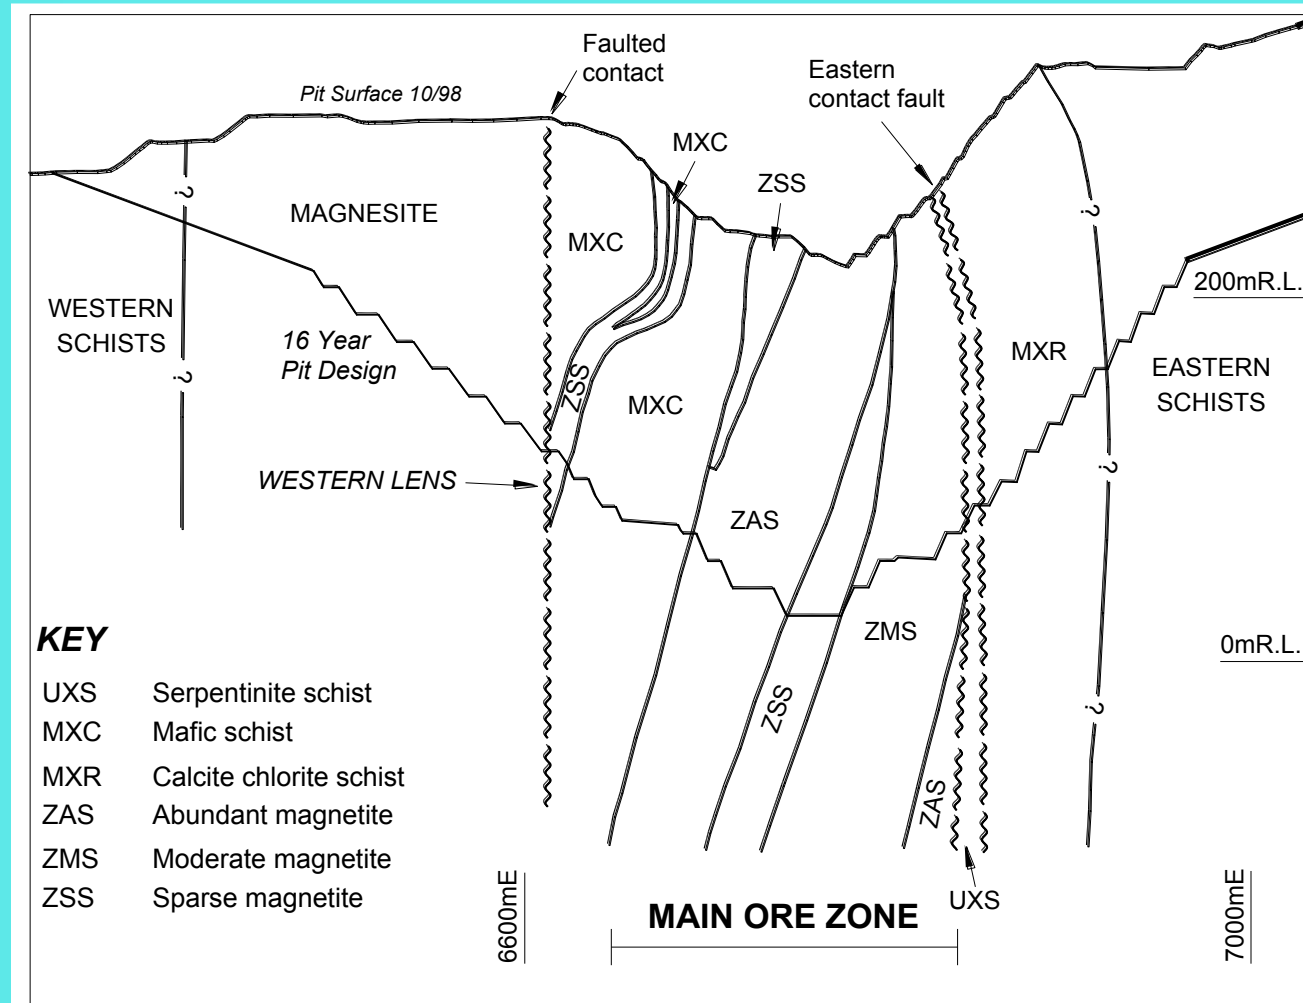 Faulted
contact
Pit Surface 10/98
Eastern
contact fault
MXC
ZSS
?
MAGNESITE
MXC
?
200mR.L.
WESTERN
SCHISTS
16 Year
Pit Design
?
ZSS
MXC
MXR
EASTERN
SCHISTS
WESTERN LENS
?
ZAS
ZMS
0mR.L.
KEY
UXS Serpentinite schist
MXC Mafic schist
MXR Calcite chlorite schist
ZAS Abundant magnetite
ZMS Moderate magnetite
ZSS Sparse magnetite
ZSS
?
ZAS
UXS
6600mE
MAIN ORE ZONE
7000mE